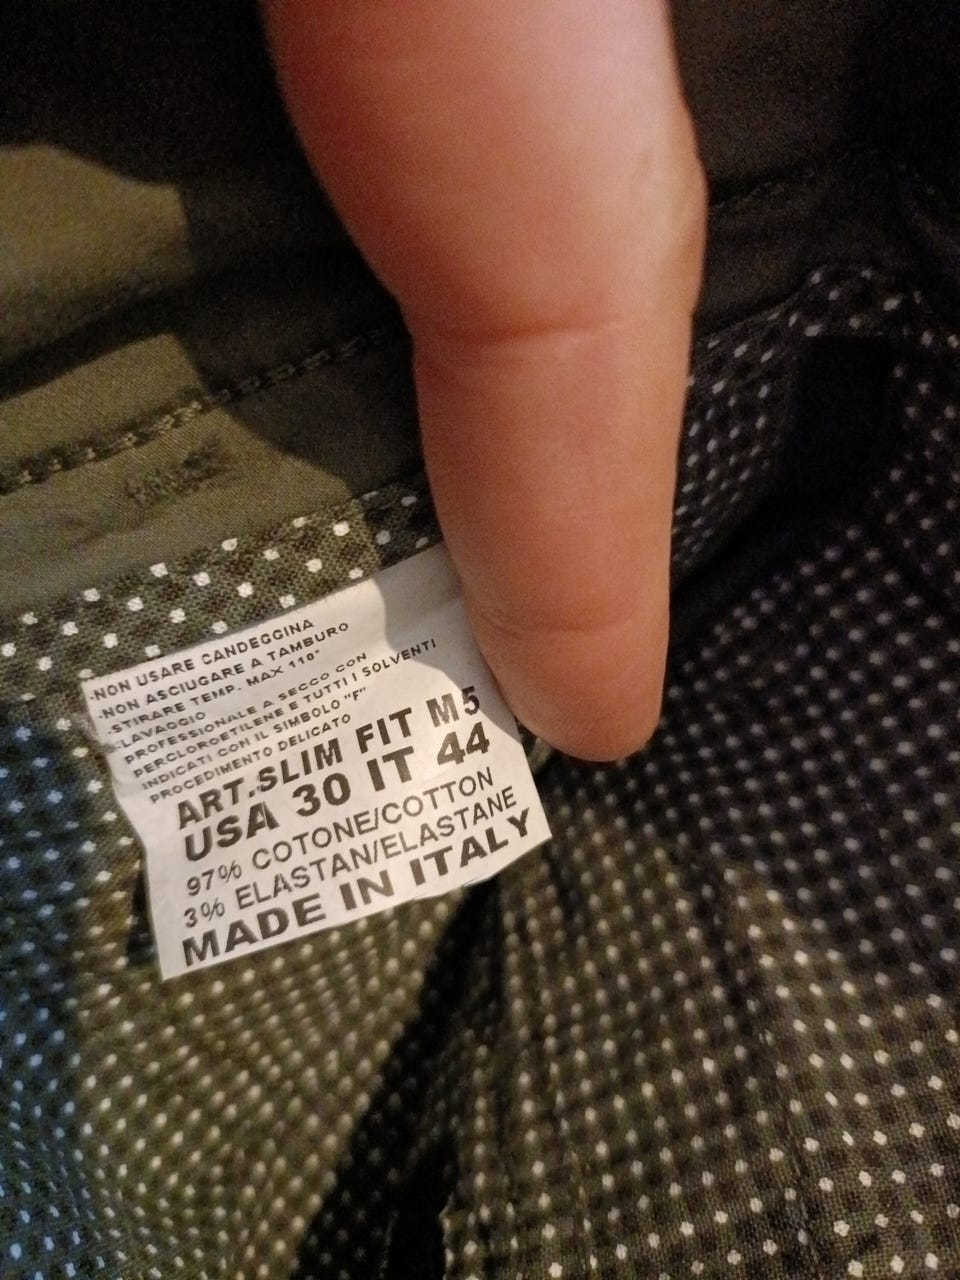 -NON USARE CANDEGGINA
-NON ASCIUGARE A TAMBURO
-STIRARE TEMP. MAX 110°
-LAVAGGIO
PROFESSIONALE A SECCO CON
PERCLOROETILENE E TUTTI I SOLVENTI
INDICATI CON IL SIMBOLO "F"
PROCEDIMENTO DELICATO
ART.SLIM FIT M5
USA 30 IT 44
97% COTONE/COTTON
3% ELASTAN/ELASTANE
MADE IN ITALY